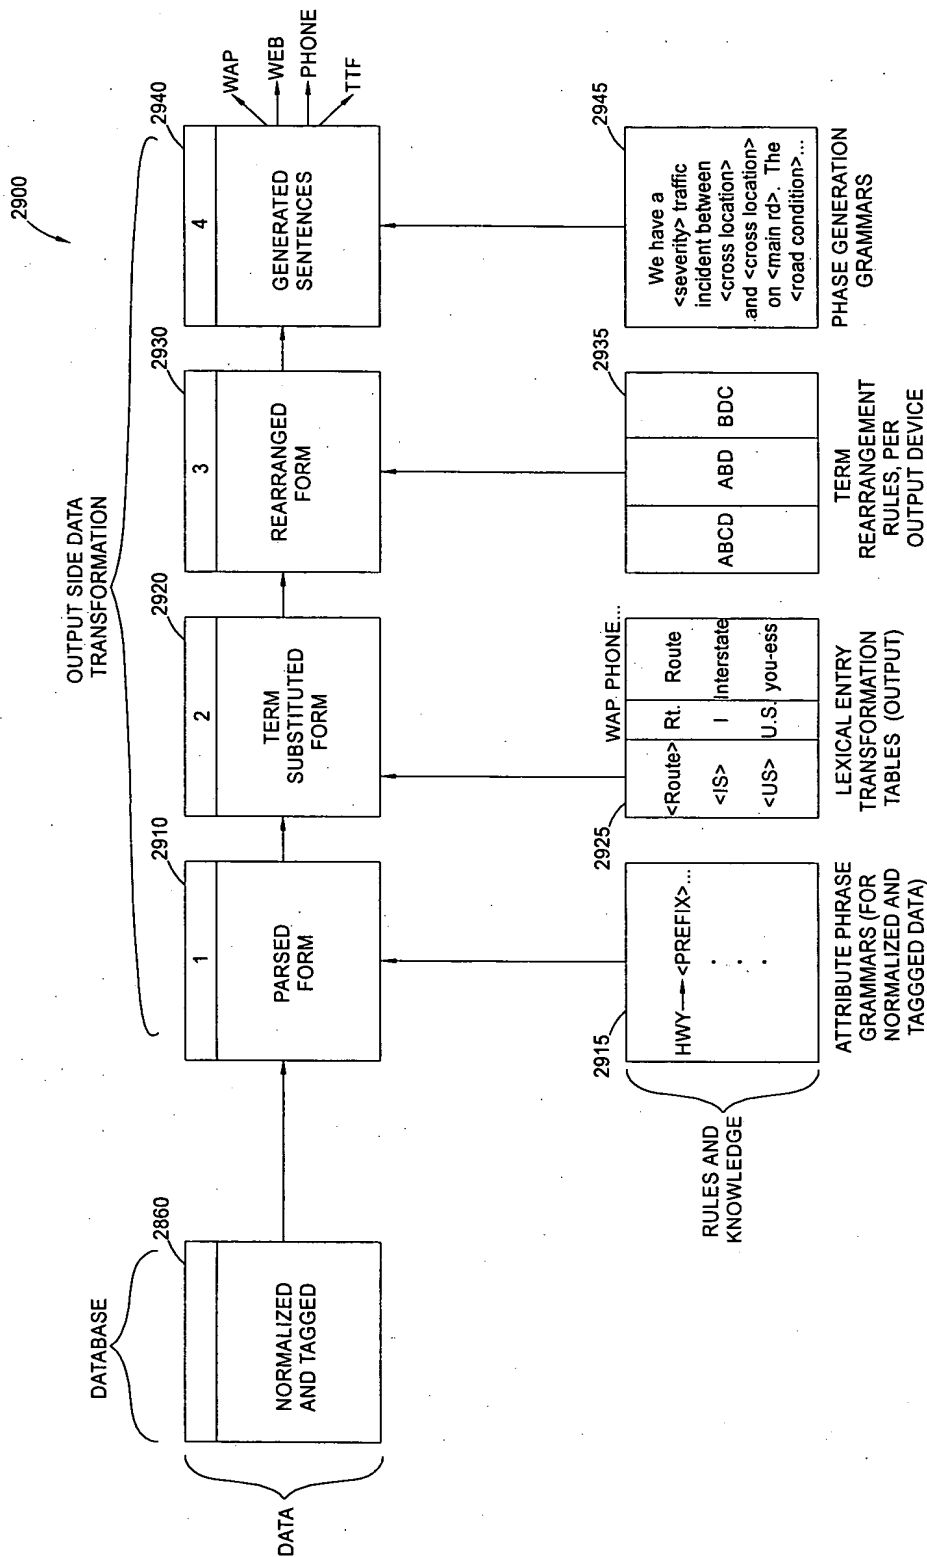 2900
OUTPUT SIDE DATA
TRANSFORMATION
DATABASE
2860
2910
2920
2930
2940
1
2
3
4
DATA
NORMALIZED
AND TAGGED
PARSED
FORM
TERM
SUBSTITUTED
FORM
REARRANGED
FORM
GENERATED
SENTENCES
WAP
WEB
PHONE
TTF
RULES AND
KNOWLEDGE
2915
HWY <PREFIX>...
ATTRIBUTE PHRASE
GRAMMARS (FOR
NORMALIZED AND
TAGGGED DATA)
2925
WAP PHONE...
<Route> Rt. Route
<IS> I Interstate
<US> U.S. you-ess
LEXICAL ENTRY
TRANSFORMATION
TABLES (OUTPUT)
2935
ABCD ABD BDC
TERM
REARRANGEMENT
RULES, PER
OUTPUT DEVICE
2945
We have a
<severity> traffic
incident between
<cross location>
and <cross location>
on <main rd>. The
<road condition>...
PHASE GENERATION
GRAMMARS